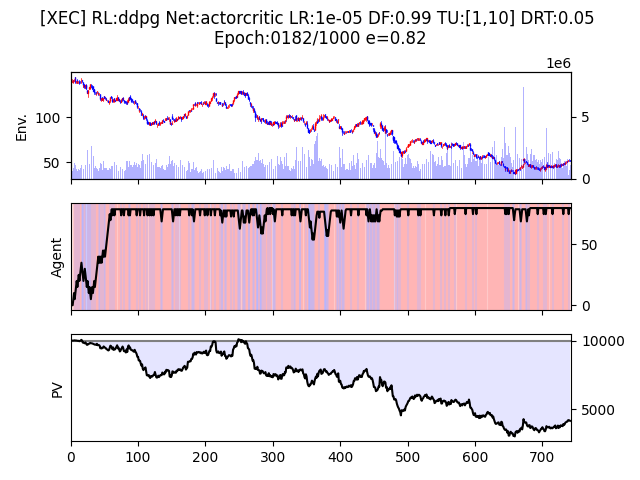 [XEC] RL:ddpg Net:actorcritic LR:1e-05 DF:0.99 TU:[1,10] DRT:0.05
Epoch:0182/1000 e=0.82
1e6
Env.
100
50
5
0
Agent
50
0
PV
10000
5000
0 100 200 300 400 500 600 700